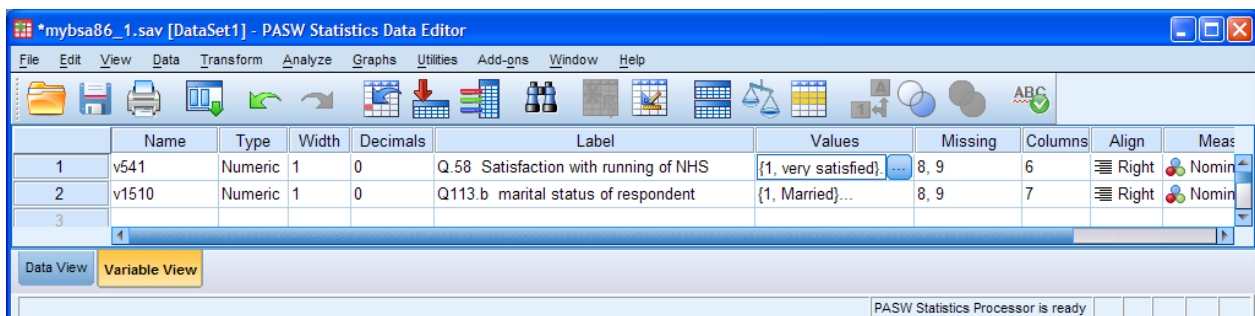 *mybsa86_1.sav [DataSet1] - PASW Statistics Data Editor
File Edit View Data Transform Analyze Graphs Utilities Add-ons Window Help
A 1 4 ABC
Name Type Width Decimals Label Values Missing Columns Align Meas
1 v541 Numeric 1 0 Q.58 Satisfaction with running of NHS {1, very satisfied}. ... 8, 9 6 Right Nomin
2 v1510 Numeric 1 0 Q113.b marital status of respondent {1, Married}... 8, 9 7 Right Nomin
3
Data View Variable View
PASW Statistics Processor is ready